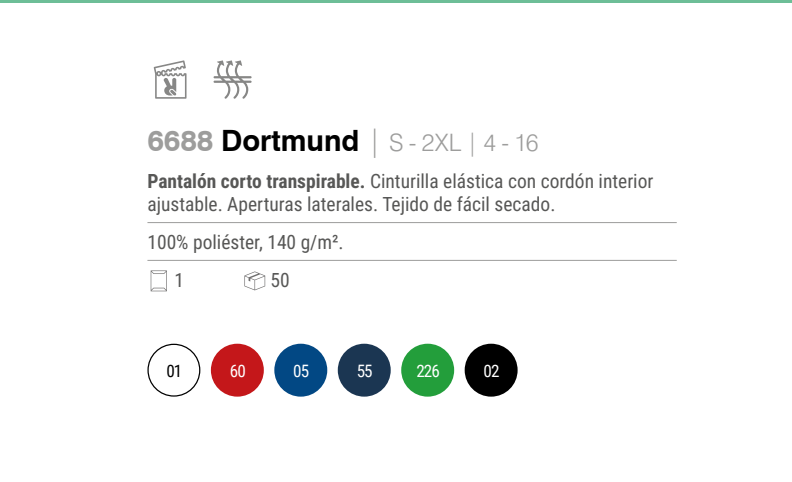 6688 Dortmund | S - 2XL | 4 - 16
Pantalón corto transpirable. Cinturilla elástica con cordón interior
ajustable. Aperturas laterales. Tejido de fácil secado.
100% poliéster, 140 g/m².
1 50
01 60 05 55 226 02